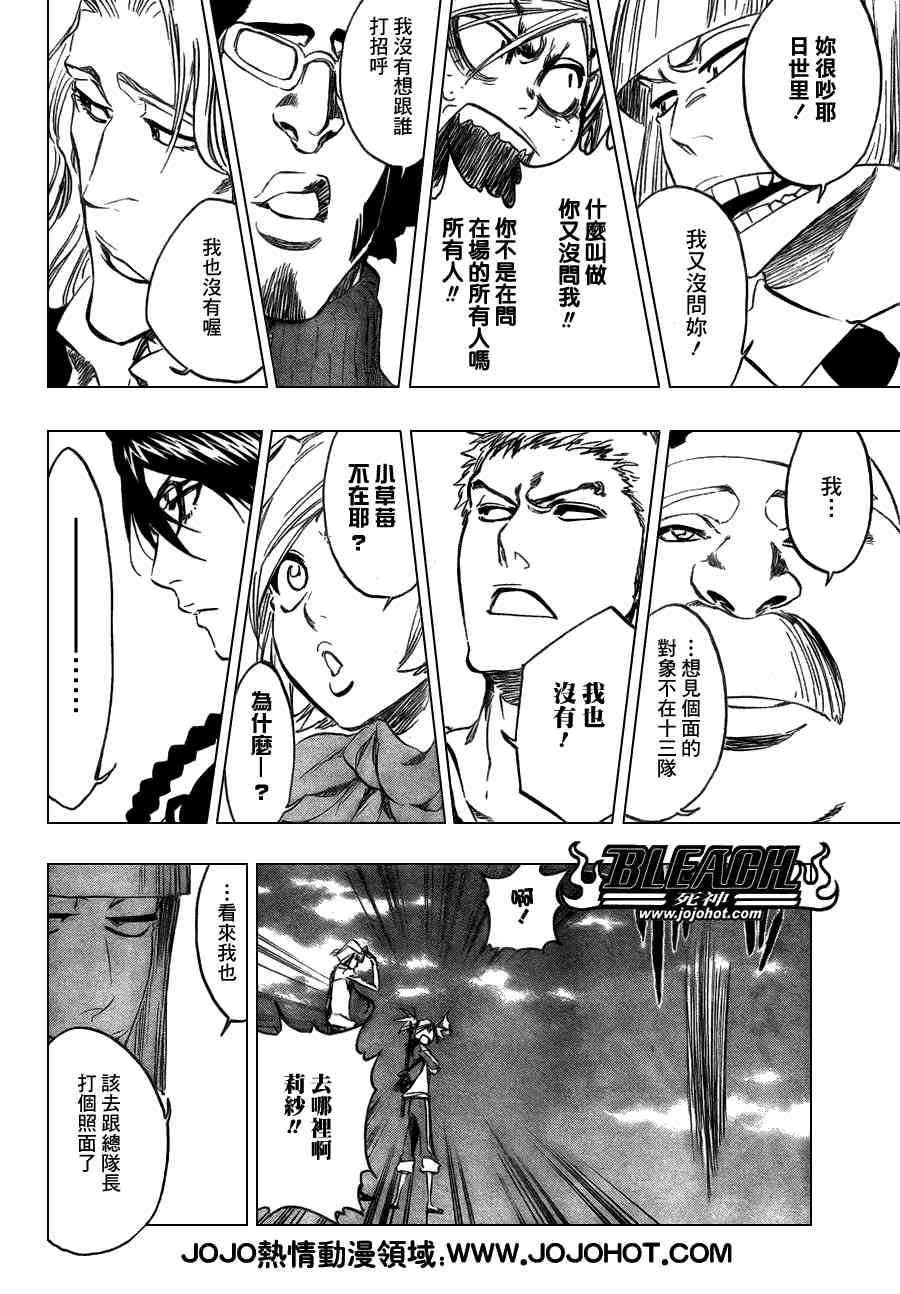 妳很吵耶
日世里！
我又沒問妳！
什麼叫做
你又沒問我！！
你不是在問
在場的所有人嗎
所有人！！
我沒有想跟誰
打招呼
我也沒有喔
我…
…想見個面的
對象不在十三隊
我也
沒有！
小草莓
不在耶？
為什麼ー？
——……
啊！
去哪裡啊
莉紗！！
BLEACH
死神
www.jojohot.com
…看來我也
該去跟總隊長
打個照面了
JOJO熱情動漫領域:WWW.JOJOHOT.COM